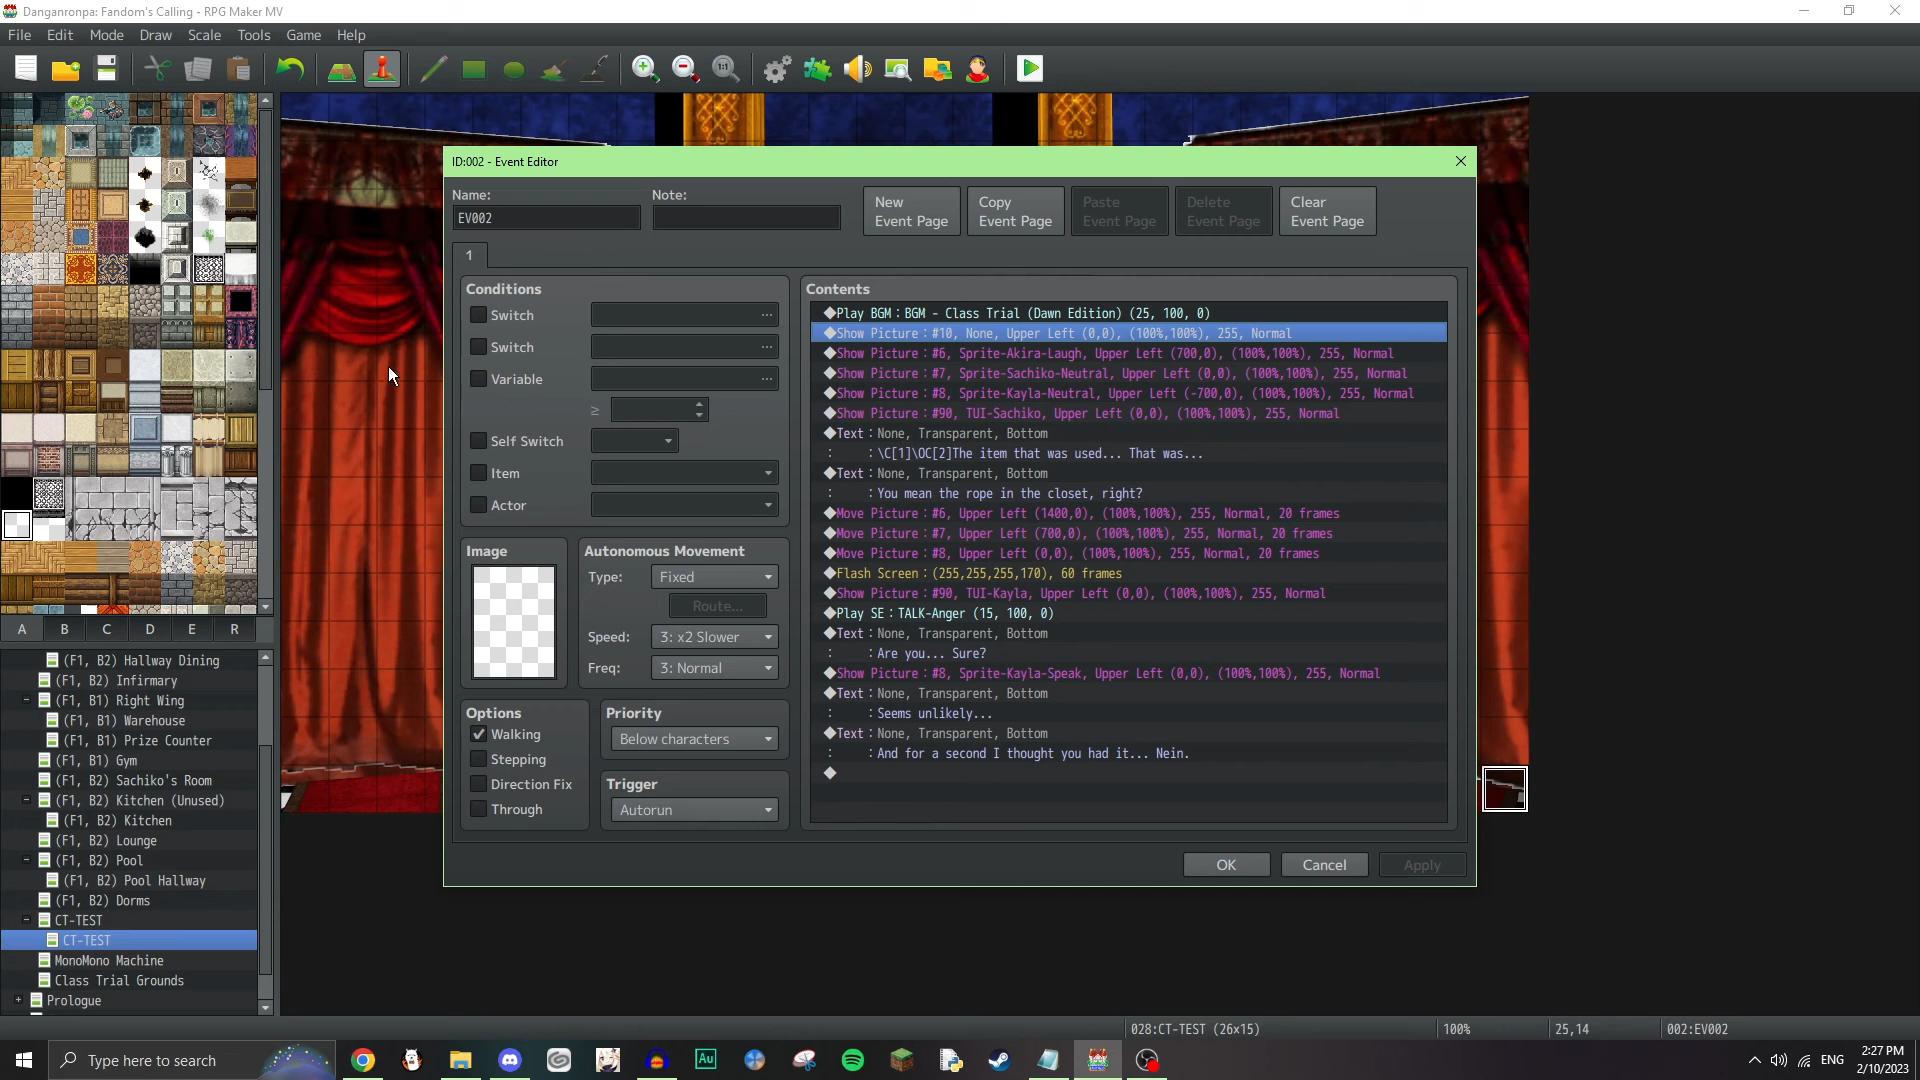 Danganronpa: Fandom's Calling - RPG Maker MV
File Edit Mode Draw Scale Tools Game Help
ID:002 - Event Editor
Name:
Note:
EV002
New Event Page
Copy Event Page
Paste Event Page
Delete Event Page
Clear Event Page
1
Conditions
Switch ...
Switch ...
Variable ...
≥
Self Switch
Item
Actor
Image
Autonomous Movement
Type: Fixed
Route...
Speed: 3: x2 Slower
Freq: 3: Normal
Options
Walking
Stepping
Direction Fix
Through
Priority
Below characters
Trigger
Autorun
Contents
◆Play BGM : BGM - Class Trial (Dawn Edition) (25, 100, 0)
◆Show Picture : #10, None, Upper Left (0,0), (100%,100%), 255, Normal
◆Show Picture : #6, Sprite-Akira-Laugh, Upper Left (700,0), (100%,100%), 255, Normal
◆Show Picture : #7, Sprite-Sachiko-Neutral, Upper Left (0,0), (100%,100%), 255, Normal
◆Show Picture : #8, Sprite-Kayla-Neutral, Upper Left (-700,0), (100%,100%), 255, Normal
◆Show Picture : #90, TUI-Sachiko, Upper Left (0,0), (100%,100%), 255, Normal
◆Text : None, Transparent, Bottom
: : \C[1]\OC[2]The item that was used... That was...
◆Text : None, Transparent, Bottom
: : You mean the rope in the closet, right?
◆Move Picture : #6, Upper Left (1400,0), (100%,100%), 255, Normal, 20 frames
◆Move Picture : #7, Upper Left (700,0), (100%,100%), 255, Normal, 20 frames
◆Move Picture : #8, Upper Left (0,0), (100%,100%), 255, Normal, 20 frames
◆Flash Screen : (255,255,255,170), 60 frames
◆Show Picture : #90, TUI-Kayla, Upper Left (0,0), (100%,100%), 255, Normal
◆Play SE : TALK-Anger (15, 100, 0)
◆Text : None, Transparent, Bottom
: : Are you... Sure?
◆Show Picture : #8, Sprite-Kayla-Speak, Upper Left (0,0), (100%,100%), 255, Normal
◆Text : None, Transparent, Bottom
: : Seems unlikely...
◆Text : None, Transparent, Bottom
: : And for a second I thought you had it... Nein.
◆
OK
Cancel
Apply
A B C D E R
(F1, B2) Hallway Dining
(F1, B2) Infirmary
(F1, B1) Right Wing
(F1, B1) Warehouse
(F1, B1) Prize Counter
(F1, B1) Gym
(F1, B2) Sachiko's Room
(F1, B2) Kitchen (Unused)
(F1, B2) Kitchen
(F1, B2) Lounge
(F1, B2) Pool
(F1, B2) Pool Hallway
(F1, B2) Dorms
CT-TEST
CT-TEST
MonoMono Machine
Class Trial Grounds
Prologue
028:CT-TEST (26x15)
100%
25,14
002:EV002
Type here to search
Au
ENG
2:27 PM
2/10/2023